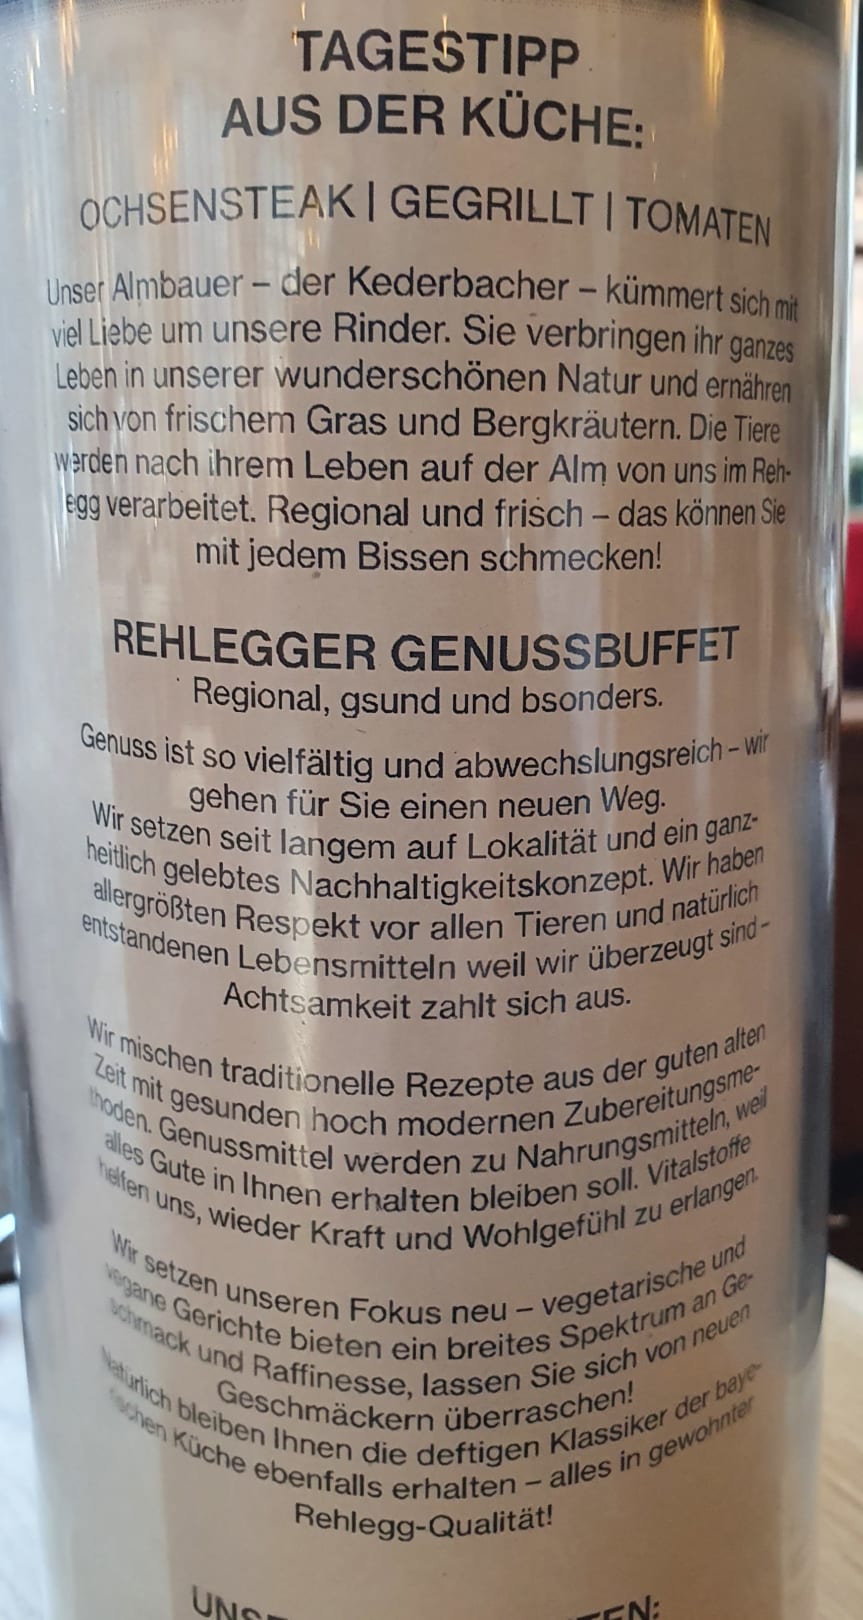 TAGESTIPP
AUS DER KÜCHE:
OCHSENSTEAK | GEGRILLT | TOMATEN
Unser Almbauer – der Kederbacher – kümmert sich mit
viel Liebe um unsere Rinder. Sie verbringen ihr ganzes
Leben in unserer wunderschönen Natur und ernähren
sich von frischem Gras und Bergkräutern. Die Tiere
werden nach ihrem Leben auf der Alm von uns im Reh-
egg verarbeitet. Regional und frisch – das können Sie
mit jedem Bissen schmecken!
REHLEGGER GENUSSBUFFET
Regional, gsund und bsonders.
Genuss ist so vielfältig und abwechslungsreich – wir
gehen für Sie einen neuen Weg.
Wir setzen seit langem auf Lokalität und ein ganz-
heitlich gelebtes Nachhaltigkeitskonzept. Wir haben
allergrößten Respekt vor allen Tieren und natürlich
entstandenen Lebensmitteln weil wir überzeugt sind –
Achtsamkeit zahlt sich aus.
Wir mischen traditionelle Rezepte aus der guten alten
Zeit mit gesunden hoch modernen Zubereitungsme-
thoden. Genussmittel werden zu Nahrungsmitteln, weil
alles Gute in Ihnen erhalten bleiben soll. Vitalstoffe
helfen uns, wieder Kraft und Wohlgefühl zu erlangen.
Wir setzen unseren Fokus neu – vegetarische und
vegane Gerichte bieten ein breites Spektrum an Ge-
schmack und Raffinesse, lassen Sie sich von neuen
Geschmäckern überraschen!
Natürlich bleiben Ihnen die deftigen Klassiker der baye-
rischen Küche ebenfalls erhalten – alles in gewohnter
Rehlegg-Qualität!